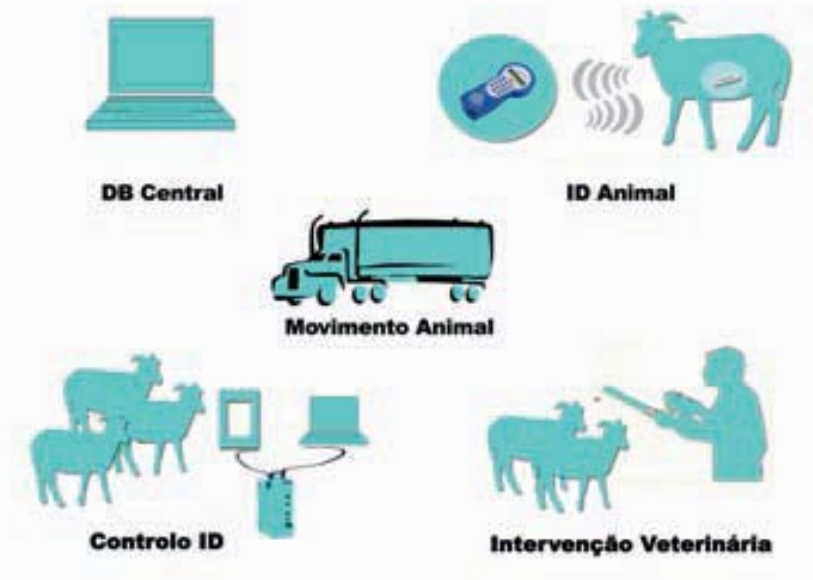 DB Central
ID Animal
Movimento Animal
Controlo ID
Intervenção Veterinária